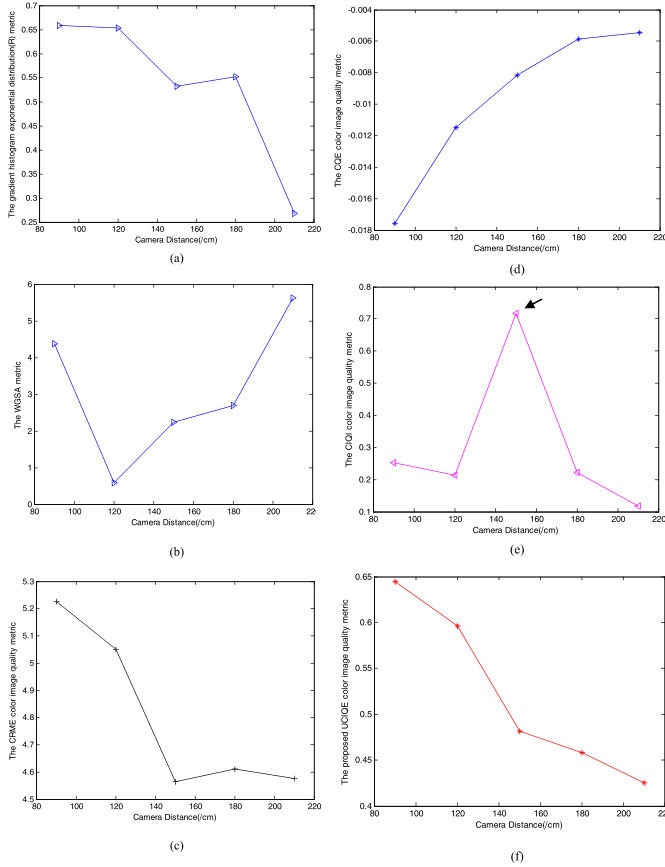 The gradient histogram exponential distribution(R) metric
0.7
0.65
0.6
0.55
0.5
0.45
0.4
0.35
0.3
0.25
80 100 120 140 160 180 200 220
Camera Distance(/cm)
(a)
The CQE color image quality metric
-0.004
-0.006
-0.008
-0.01
-0.012
-0.014
-0.016
-0.018
80 100 120 140 160 180 200 220
Camera Distance(/cm)
(d)
The WGSA metric
6
5
4
3
2
1
0
80 100 120 140 160 180 200 22
Camera Distance(/cm)
(b)
The CIQI color image quality metric
0.8
0.7
0.6
0.5
0.4
0.3
0.2
0.1
80 100 120 140 160 180 200 220
Camera Distance(/cm)
(e)
The CRME color image quality metric
5.3
5.2
5.1
5
4.9
4.8
4.7
4.6
4.5
80 100 120 140 160 180 200 220
Camera Distance(/cm)
(c)
The proposed UCIQE color image quality metric
0.65
0.6
0.55
0.5
0.45
0.4
80 100 120 140 160 180 200 220
Camera Distance(/cm)
(f)